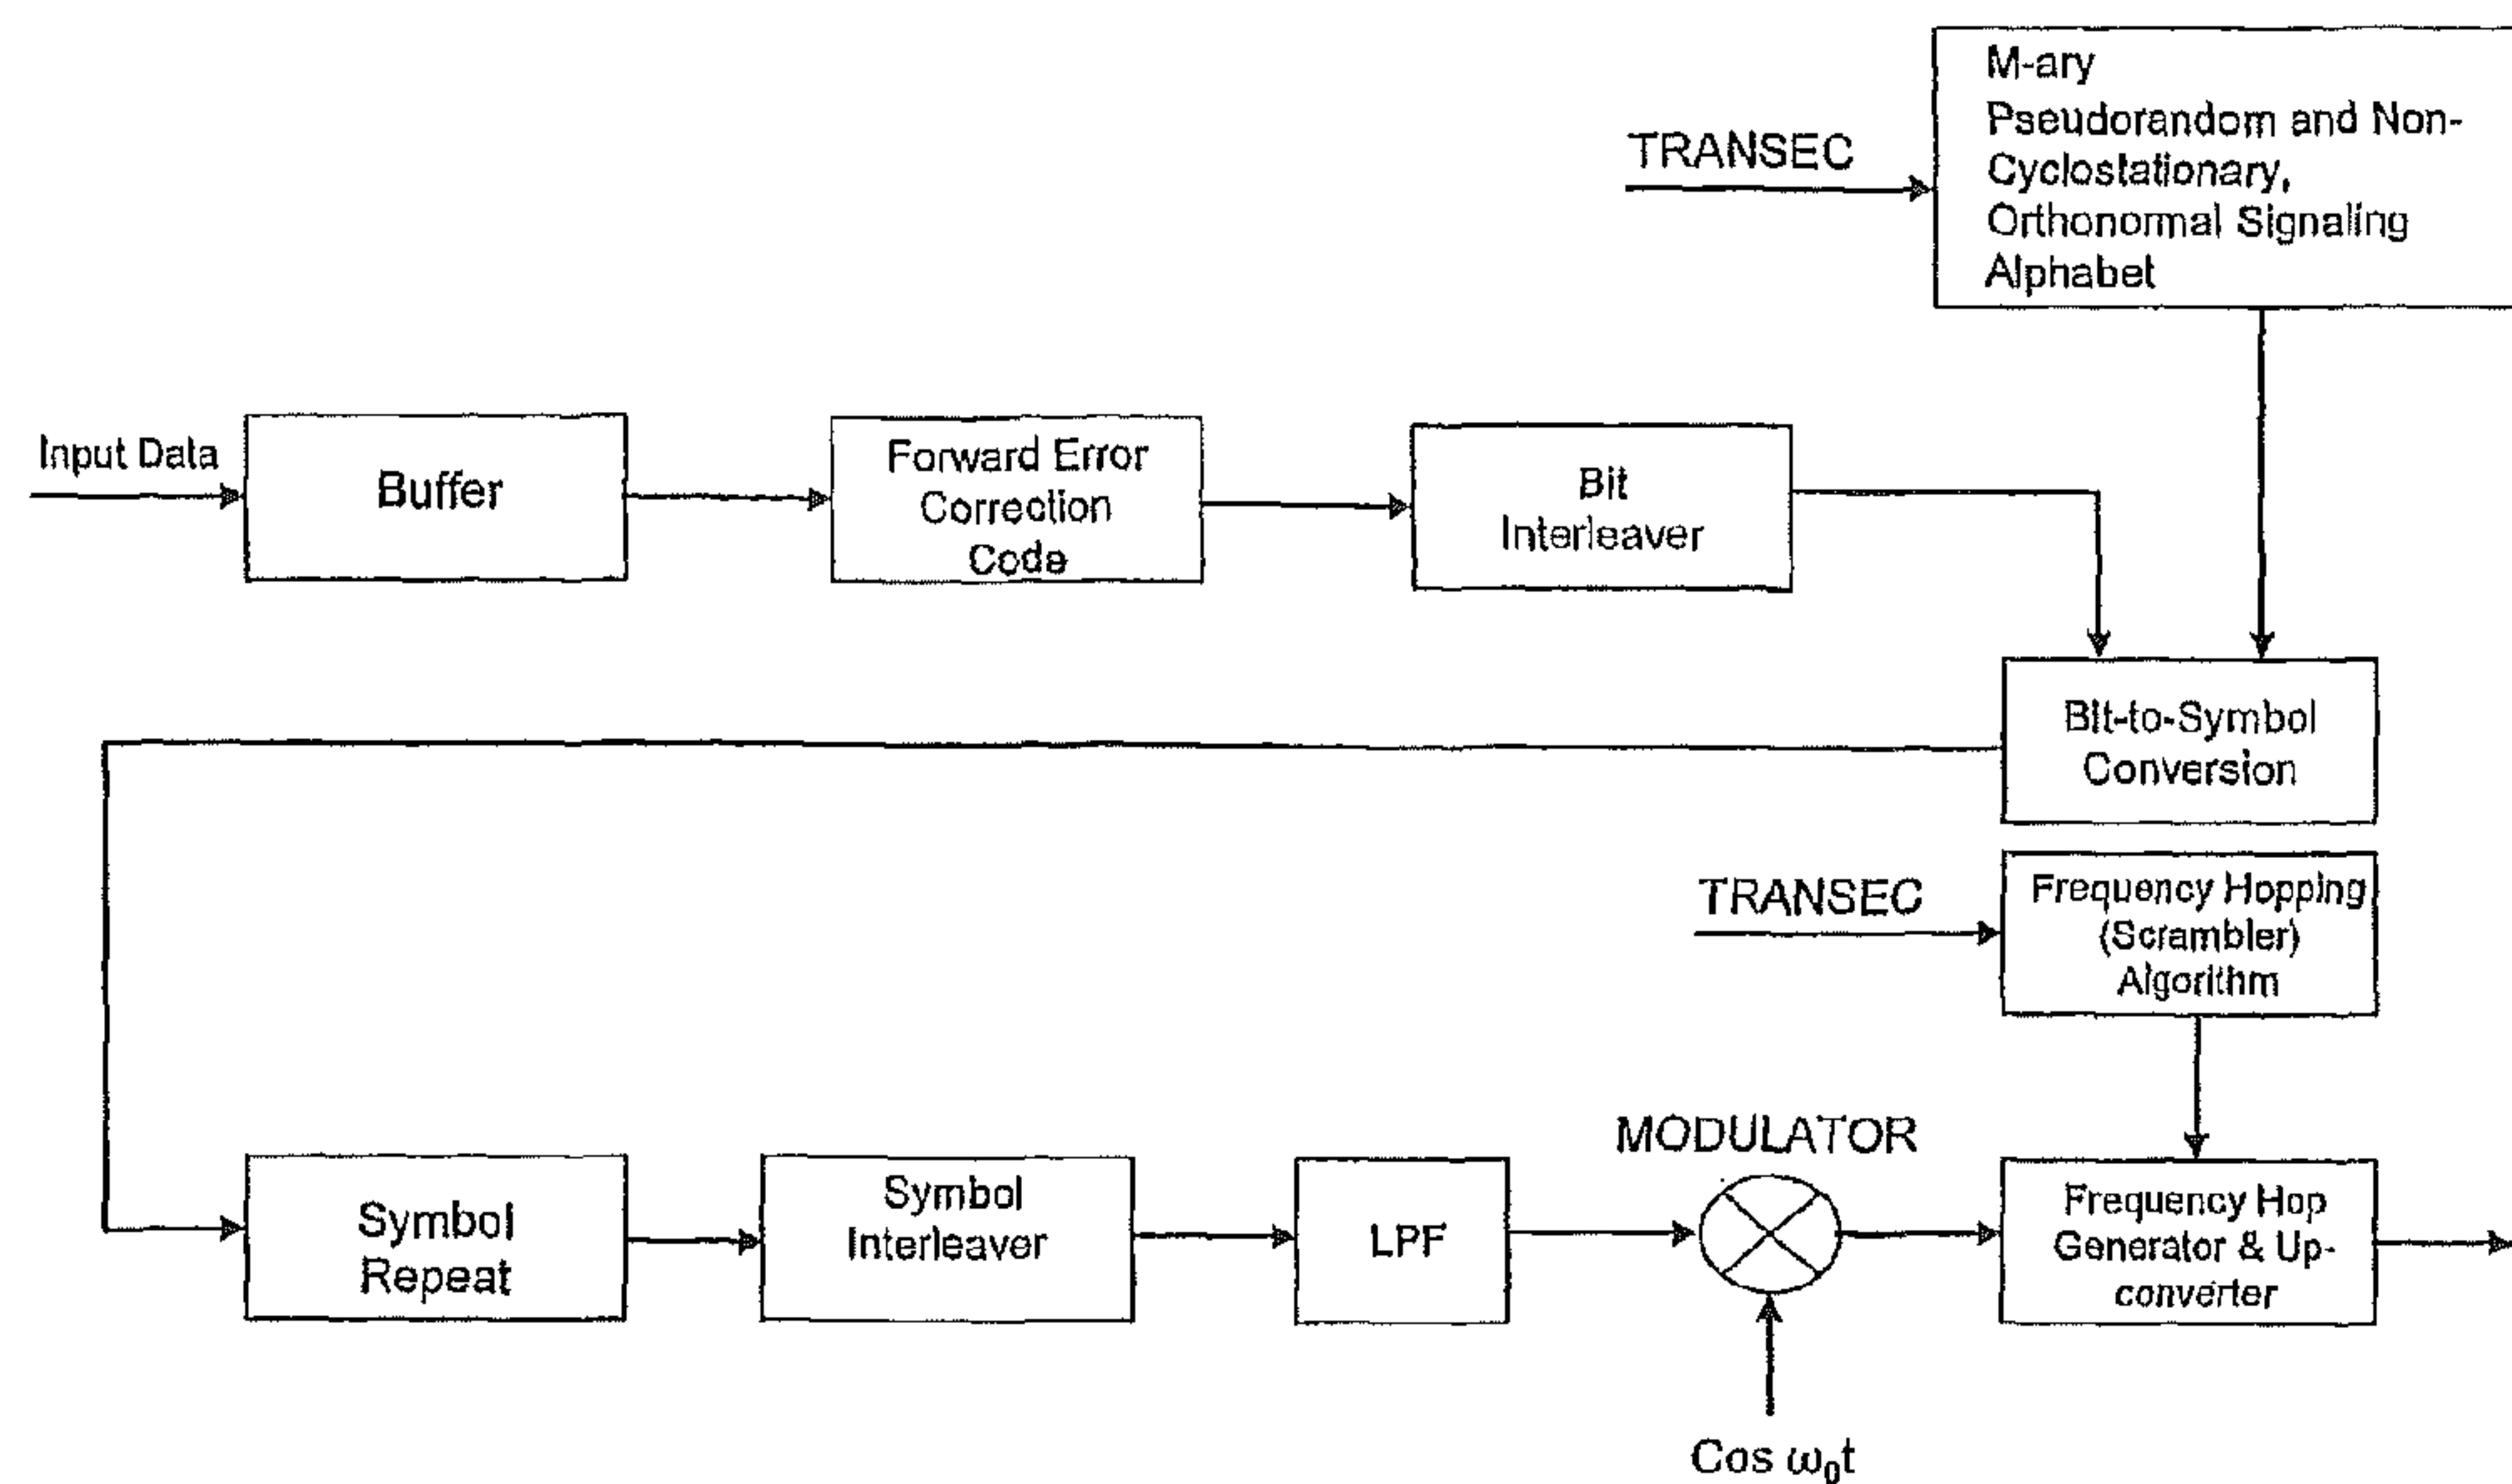 M-ary
Pseudorandom and Non-
Cyclostationary,
Orthonormal Signaling
Alphabet
TRANSEC
Input Data
Buffer
Forward Error
Correction
Code
Bit
Interleaver
Bit-to-Symbol
Conversion
TRANSEC
Frequency Hopping
(Scrambler)
Algorithm
Symbol
Repeat
Symbol
Interleaver
LPF
MODULATOR
Cos ω₀t
Frequency Hop
Generator & Up-
converter